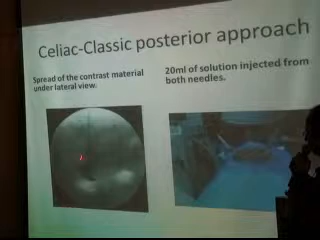 Celiac-Classic posterior approach
Spread of the contrast material
under lateral view.
20ml of solution injected from
both needles.